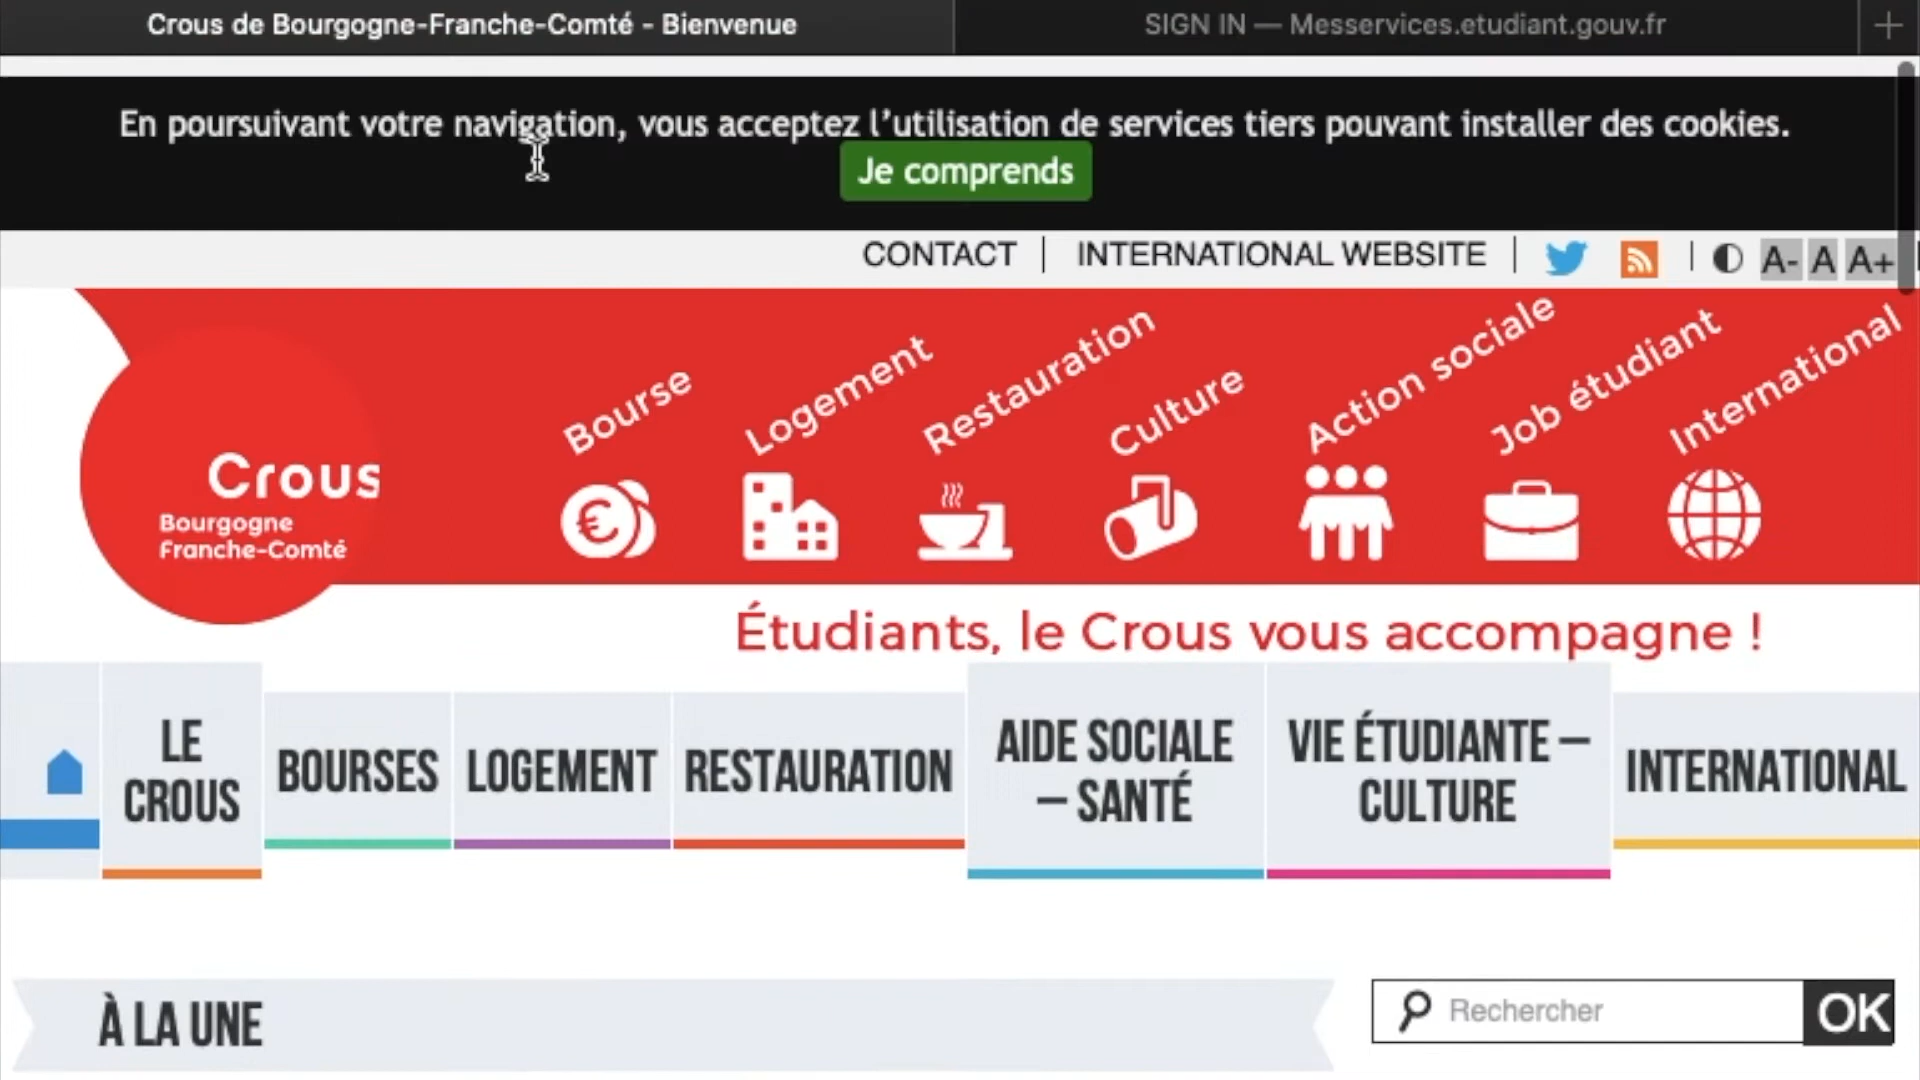 Crous de Bourgogne-Franche-Comté - Bienvenue
SIGN IN — Messervices.etudiant.gouv.fr
En poursuivant votre navigation, vous acceptez l’utilisation de services tiers pouvant installer des cookies.
Je comprends
CONTACT
INTERNATIONAL WEBSITE
A-
A
A+
Crous
Bourgogne
Franche-Comté
Bourse
Logement
Restauration
Culture
Action sociale
Job étudiant
International
Étudiants, le Crous vous accompagne !
LE
CROUS
BOURSES
LOGEMENT
RESTAURATION
AIDE SOCIALE
– SANTÉ
VIE ÉTUDIANTE –
CULTURE
INTERNATIONAL
À LA UNE
Rechercher
OK